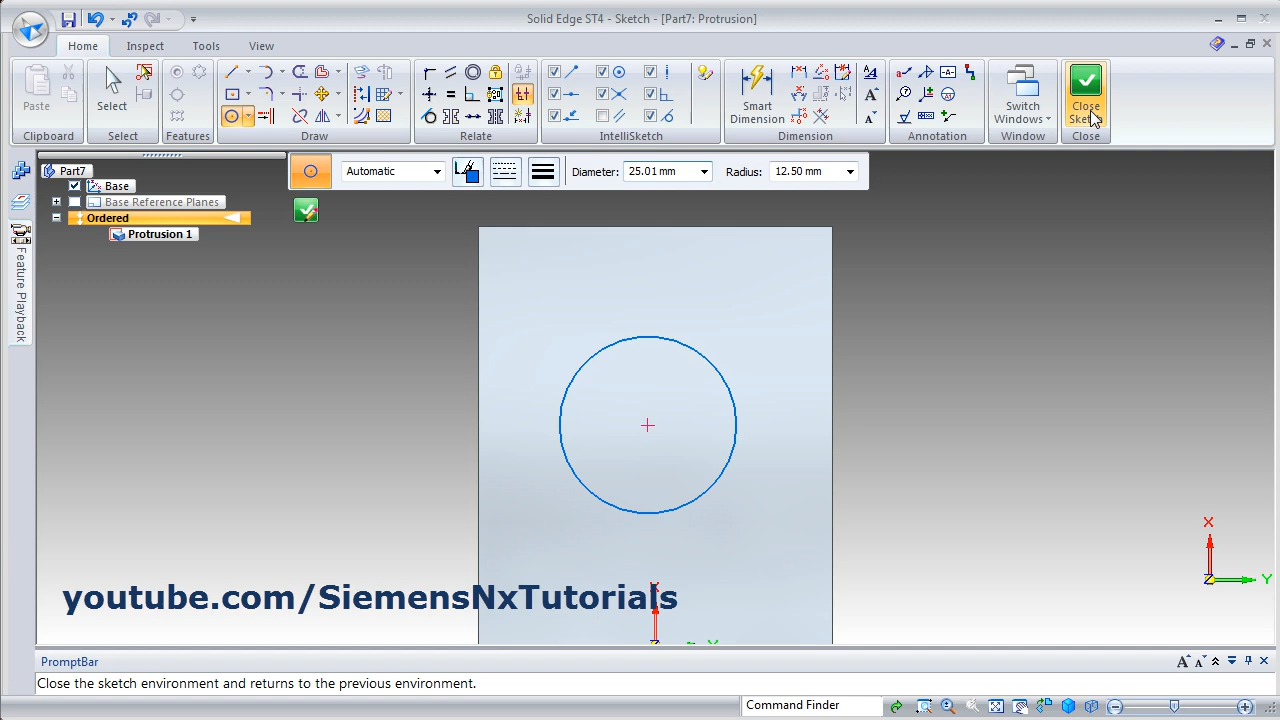 Solid Edge ST4 - Sketch - [Part7: Protrusion]
Home Inspect Tools View
Paste
Select
Smart Dimension
Switch Windows
Close Sketch
Clipboard Select Features Draw Relate IntelliSketch Dimension Annotation Window Close
Part7
Automatic
Diameter: 25.01 mm
Radius: 12.50 mm
Base
Base Reference Planes
Ordered
Protrusion 1
Feature Playback
X
Y
youtube.com/SiemensNxTutorials
PromptBar
Close the sketch environment and returns to the previous environment.
Command Finder